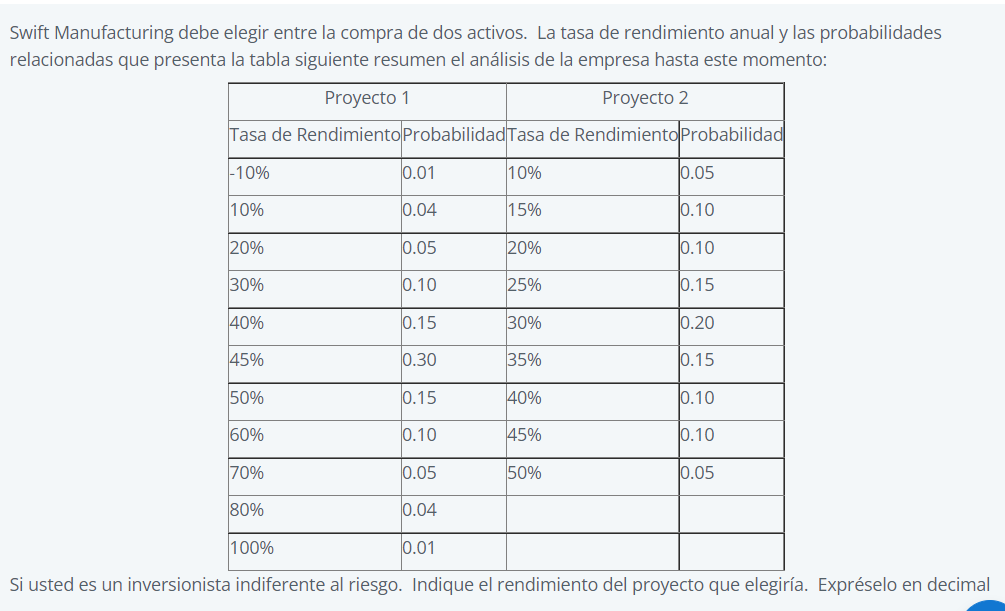 Swift Manufacturing debe elegir entre la compra de dos activos.  La tasa de rendimiento anual y las probabilidades
relacionadas que presenta la tabla siguiente resumen el análisis de la empresa hasta este momento:
Proyecto 1 Proyecto 2
Tasa de Rendimiento Probabilidad Tasa de Rendimiento Probabilidad
-10% 0.01 10% 0.05
10% 0.04 15% 0.10
20% 0.05 20% 0.10
30% 0.10 25% 0.15
40% 0.15 30% 0.20
45% 0.30 35% 0.15
50% 0.15 40% 0.10
60% 0.10 45% 0.10
70% 0.05 50% 0.05
80% 0.04
100% 0.01
Si usted es un inversionista indiferente al riesgo.  Indique el rendimiento del proyecto que elegiría.  Expréselo en decimal